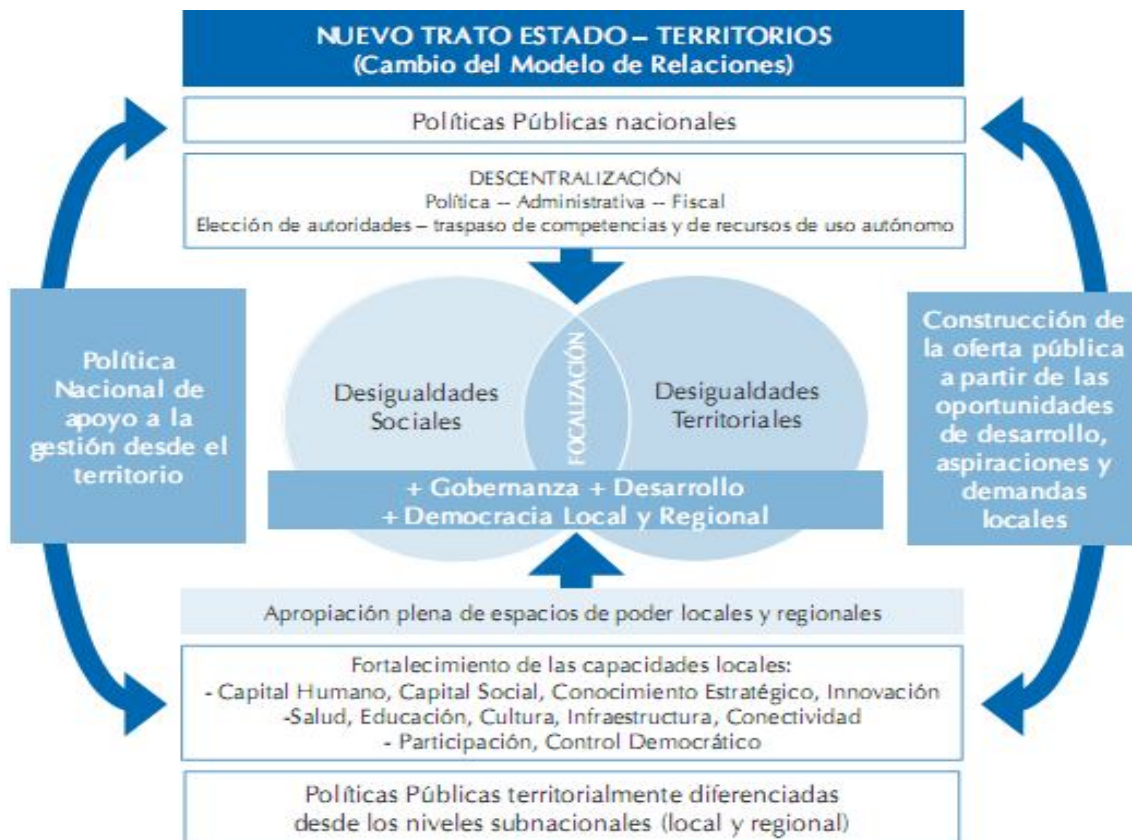 NUEVO TRATO ESTADO – TERRITORIOS
(Cambio del Modelo de Relaciones)
Políticas Públicas nacionales
DESCENTRALIZACIÓN
Política -- Administrativa -- Fiscal
Elección de autoridades – traspaso de competencias y de recursos de uso autónomo
Política
Nacional de
apoyo a la
gestión desde el
territorio
Desigualdades
Sociales
FOCALIZACIÓN
Desigualdades
Territoriales
+ Gobernanza + Desarrollo
+Democracia Local y Regional
Construcción de
la oferta pública
a partir de las
oportunidades
de desarrollo,
aspiraciones y
demandas
locales
Apropiación plena de espacios de poder locales y regionales
Fortalecimiento de las capacidades locales:
- Capital Humano, Capital Social, Conocimiento Estratégico, Innovación
-Salud, Educación, Cultura, Infraestructura, Conectividad
- Participación, Control Democrático
Políticas Públicas territorialmente diferenciadas
desde los niveles subnacionales (local y regional)